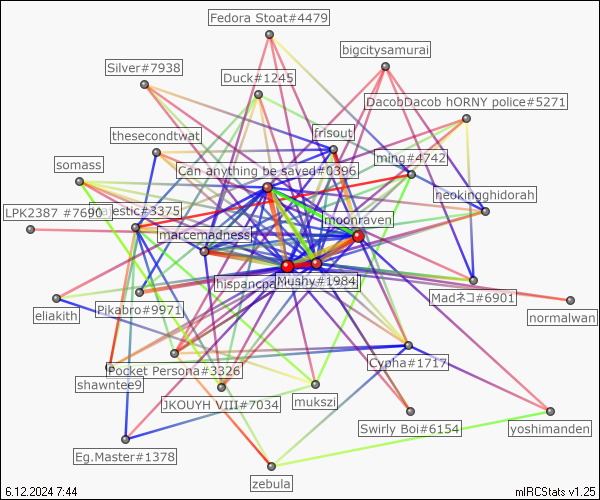 Fedora Stoat#4479
bigcitysamurai
Silver#7938
Duck#1245
DacobDacob hORNY police#5271
thesecondtwat
frisout
ming#4742
somass
Can anything be saved#0396
heokingghidorah
LPK2387 #7690
ajestic#3375
moonraven
marcemadness
hispancpa
Mushy#1984
Madネコ#6901
eliakith
Pikabro#9971
normalwan
Pocket Persona#3326
Cypha#1717
shawntee9
JKOUYH VIII#7034
mukszi
Swirly Boi#6154
yoshimanden
Eg.Master#1378
zebula
6.12.2024 7:44
mIRCStats v1.25